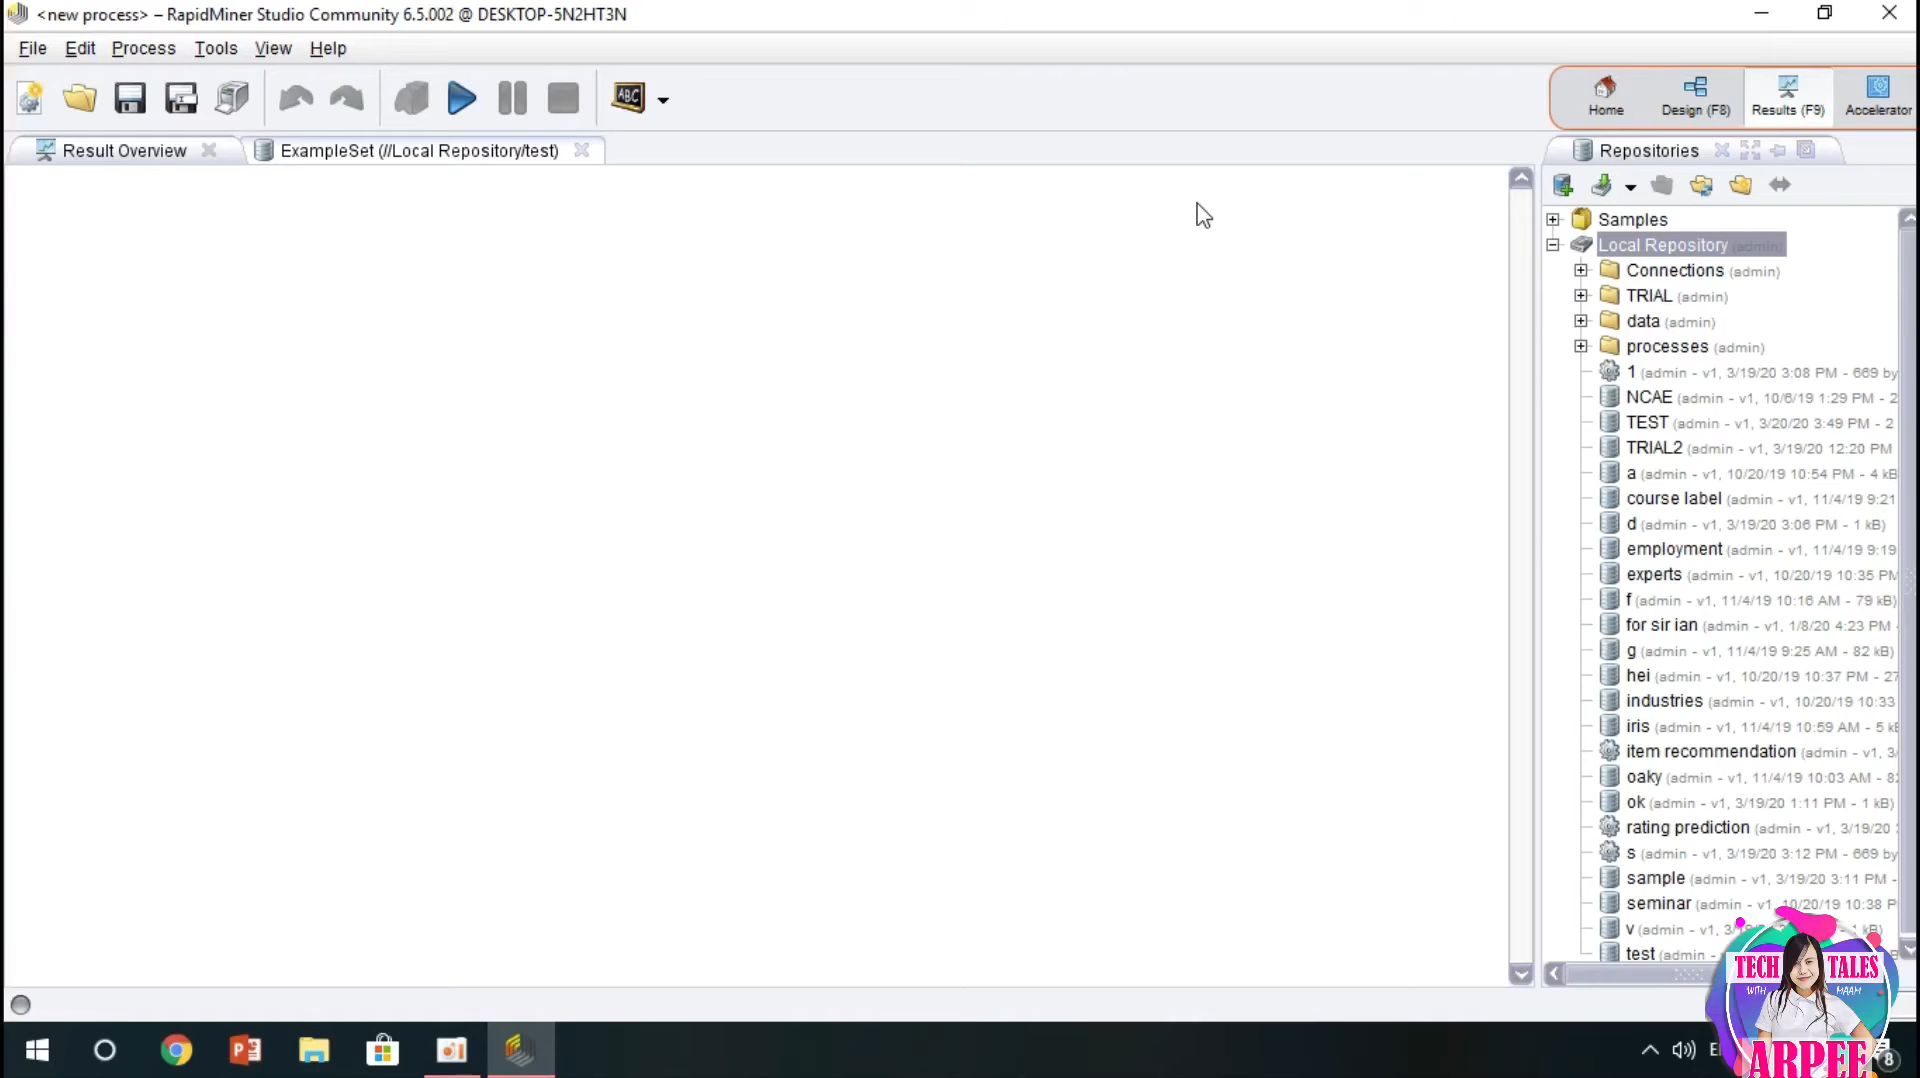 <new process> – RapidMiner Studio Community 6.5.002 @ DESKTOP-5N2HT3N
File Edit Process Tools View Help
ABC
Home Design (F8) Results (F9) Accelerator
Result Overview ExampleSet (//Local Repository/test)
Repositories
Samples
Local Repository (admin)
Connections (admin)
TRIAL (admin)
data (admin)
processes (admin)
1 (admin - v1, 3/19/20 3:08 PM - 669 by
NCAE (admin - v1, 10/6/19 1:29 PM - 2
TEST (admin - v1, 3/20/20 3:49 PM - 2
TRIAL2 (admin - v1, 3/19/20 12:20 PM
a (admin - v1, 10/20/19 10:54 PM - 4 kB
course label (admin - v1, 11/4/19 9:21
d (admin - v1, 3/19/20 3:06 PM - 1 kB)
employment (admin - v1, 11/4/19 9:19
experts (admin - v1, 10/20/19 10:35 PM
f (admin - v1, 11/4/19 10:16 AM - 79 kB)
for sir ian (admin - v1, 1/8/20 4:23 PM -
g (admin - v1, 11/4/19 9:25 AM - 82 kB)
hei (admin - v1, 10/20/19 10:37 PM - 27
industries (admin - v1, 10/20/19 10:33
iris (admin - v1, 11/4/19 10:59 AM - 5 kB
item recommendation (admin - v1, 3/
oaky (admin - v1, 11/4/19 10:03 AM - 82
ok (admin - v1, 3/19/20 1:11 PM - 1 kB)
rating prediction (admin - v1, 3/19/20
s (admin - v1, 3/19/20 3:12 PM - 669 by
sample (admin - v1, 3/19/20 3:11 PM -
seminar (admin - v1, 10/20/19 10:38 P
v (admin - v1, kB)
test (admin
TECH TALES
WITH MAAM
ARPEE
8